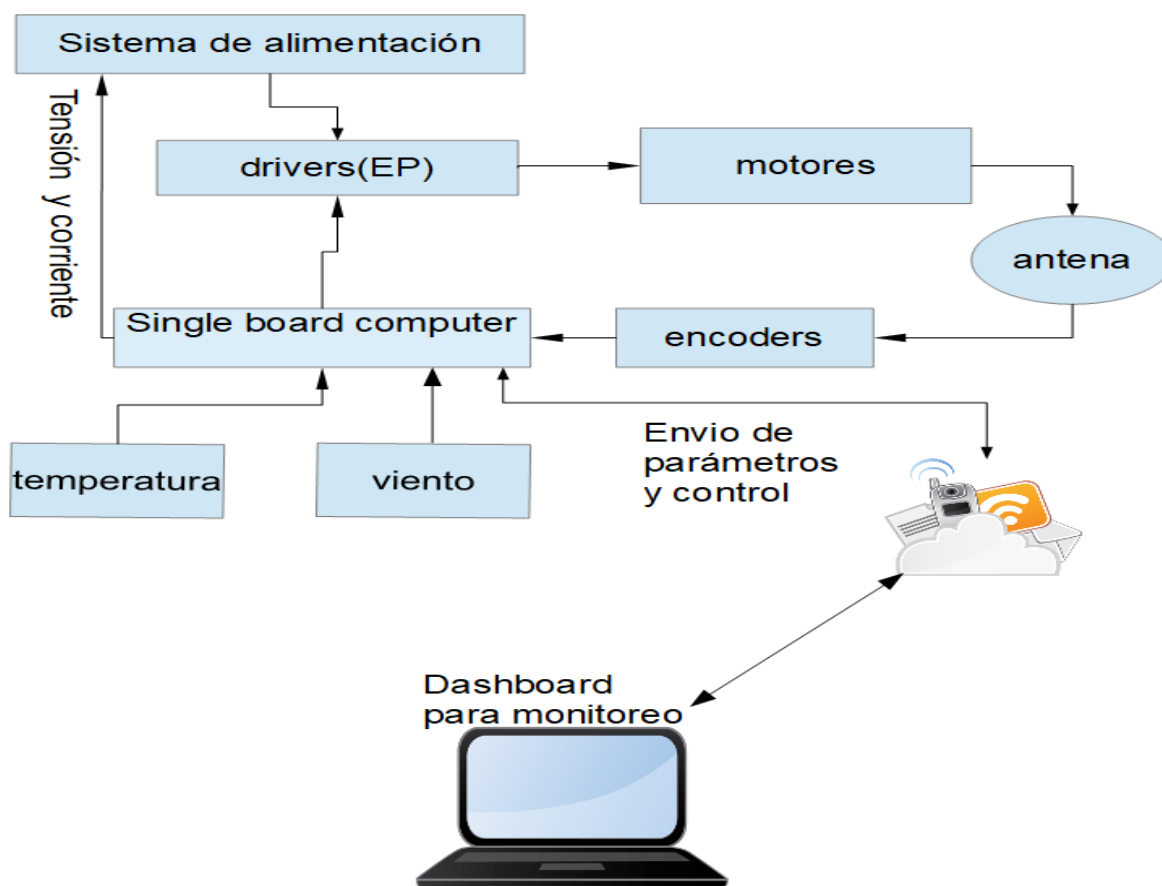 Sistema de alimentación
Tensión y corriente
drivers(EP)
motores
antena
Single board computer
encoders
temperatura
viento
Envio de
parámetros
y control
Dashboard
para monitoreo